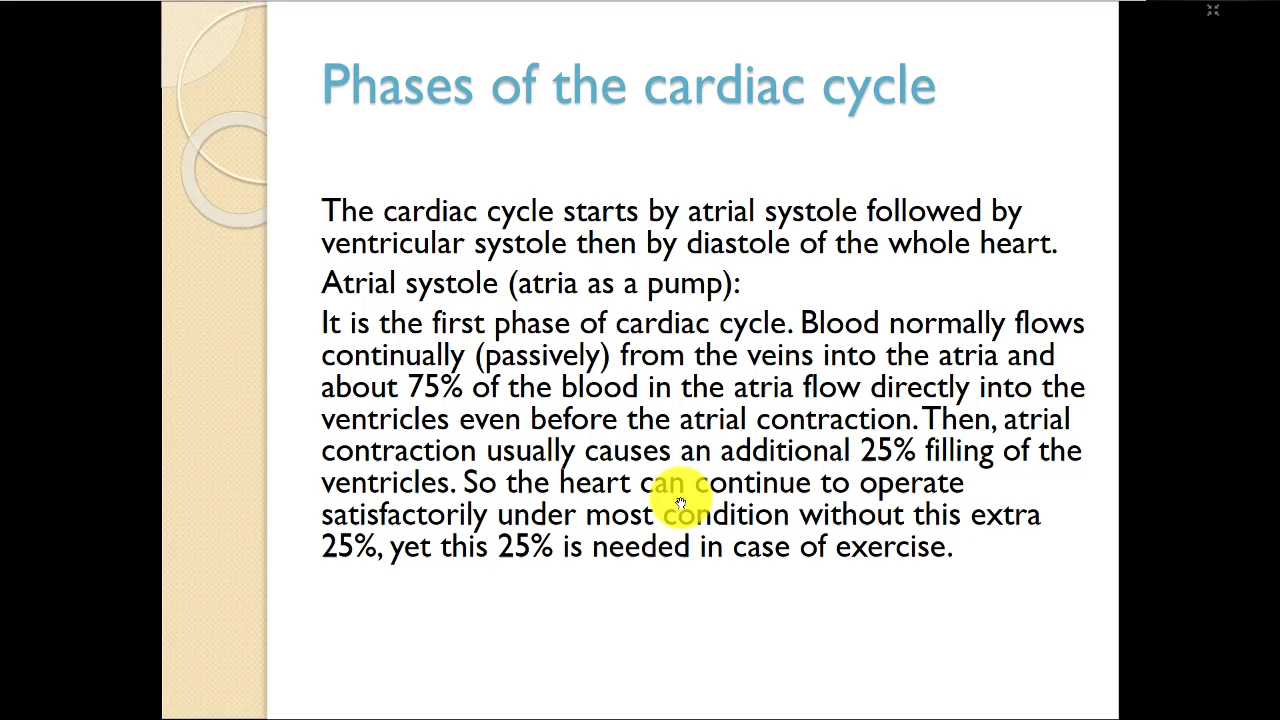 Phases of the cardiac cycle
The cardiac cycle starts by atrial systole followed by
ventricular systole then by diastole of the whole heart.
Atrial systole (atria as a pump):
It is the first phase of cardiac cycle. Blood normally flows
continually (passively) from the veins into the atria and
about 75% of the blood in the atria flow directly into the
ventricles even before the atrial contraction. Then, atrial
contraction usually causes an additional 25% filling of the
ventricles. So the heart can continue to operate
satisfactorily under most condition without this extra
25%, yet this 25% is needed in case of exercise.